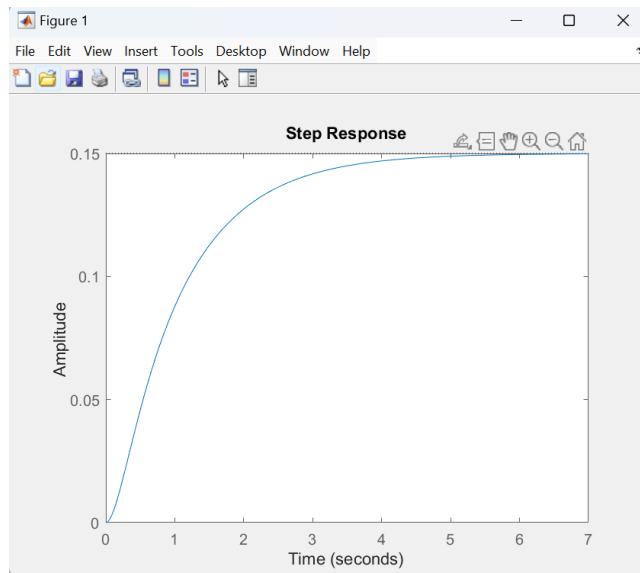 Figure 1
File Edit View Insert Tools Desktop Window Help
Step Response
0.15
0.1
0.05
0
Amplitude
0 1 2 3 4 5 6 7
Time (seconds)